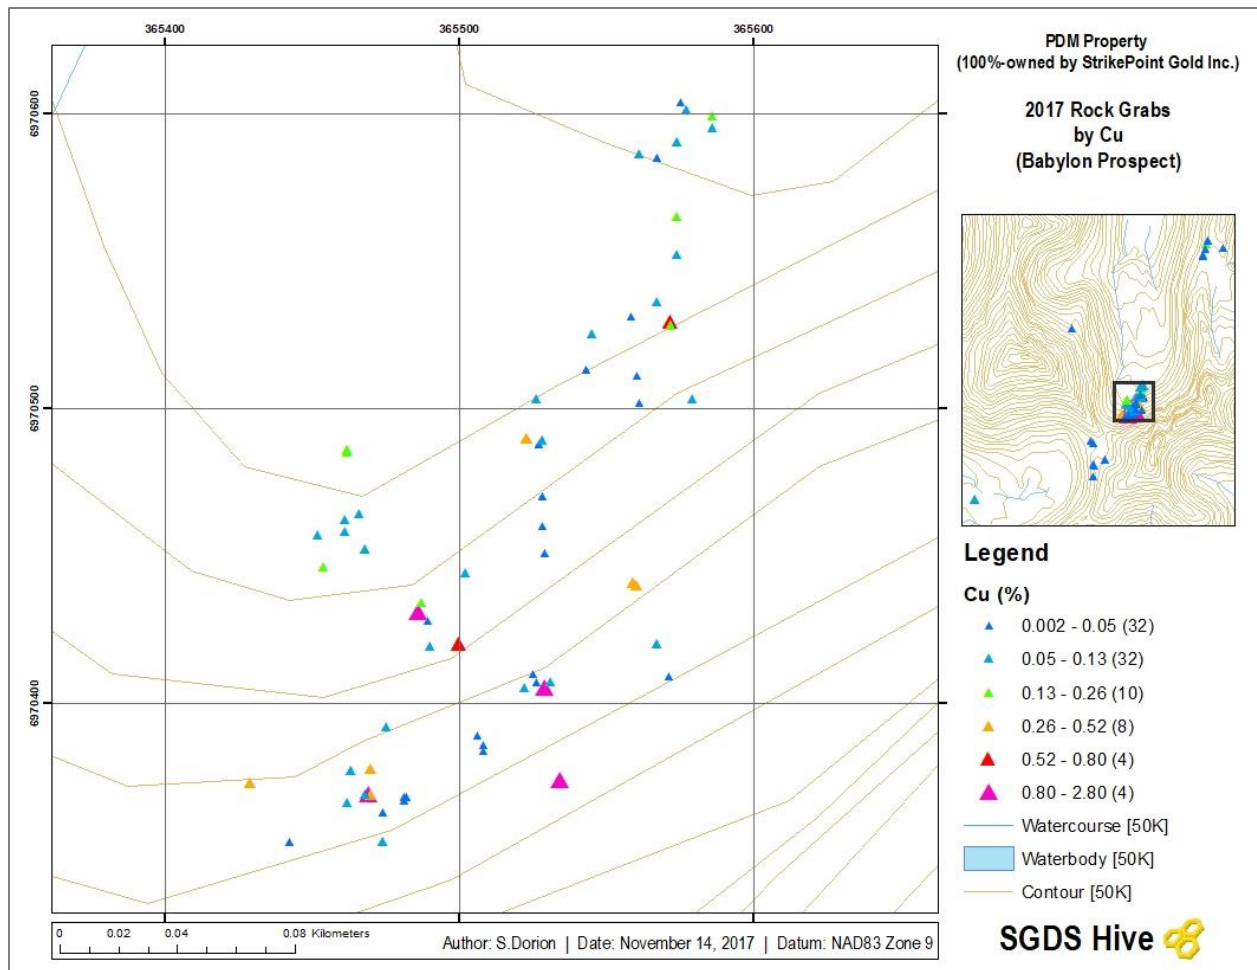 365400
365500
365600
6970600
6970500
6970400
PDM Property
(100%-owned by StrikePoint Gold Inc.)
2017 Rock Grabs
by Cu
(Babylon Prospect)
Legend
Cu (%)
0.002 - 0.05 (32)
0.05 - 0.13 (32)
0.13 - 0.26 (10)
0.26 - 0.52 (8)
0.52 - 0.80 (4)
0.80 - 2.80 (4)
Watercourse [50K]
Waterbody [50K]
Contour [50K]
0 0.02 0.04 0.08 Kilometers
Author: S.Dorion | Date: November 14, 2017 | Datum: NAD83 Zone 9
SGDS Hive